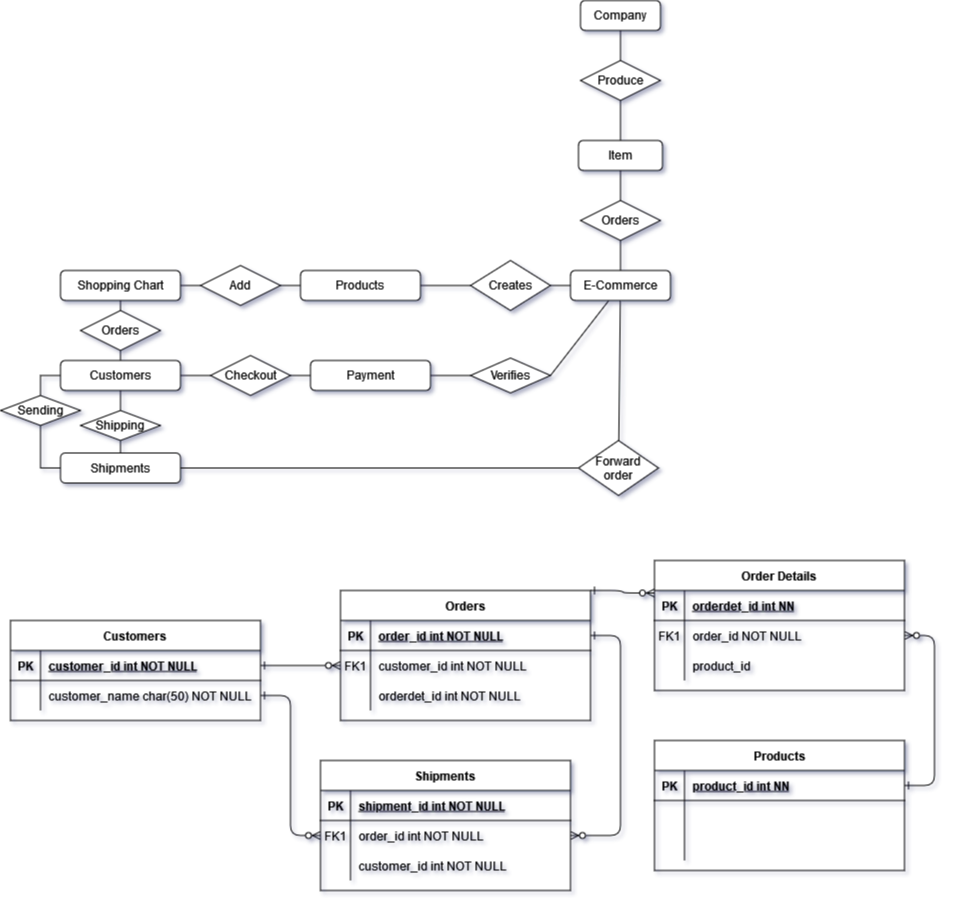 Company
Produce
Item
Orders
Shopping Chart
Add
Products
Creates
E-Commerce
Orders
Customers
Checkout
Payment
Verifies
Sending
Shipping
Shipments
Forward
order
Customers
PK customer_id int NOT NULL
customer_name char(50) NOT NULL
Orders
PK order_id int NOT NULL
FK1 customer_id int NOT NULL
orderdet_id int NOT NULL
Order Details
PK orderdet_id int NN
FK1 order_id NOT NULL
product_id
Shipments
PK shipment_id int NOT NULL
FK1 order_id int NOT NULL
customer_id int NOT NULL
Products
PK product_id int NN